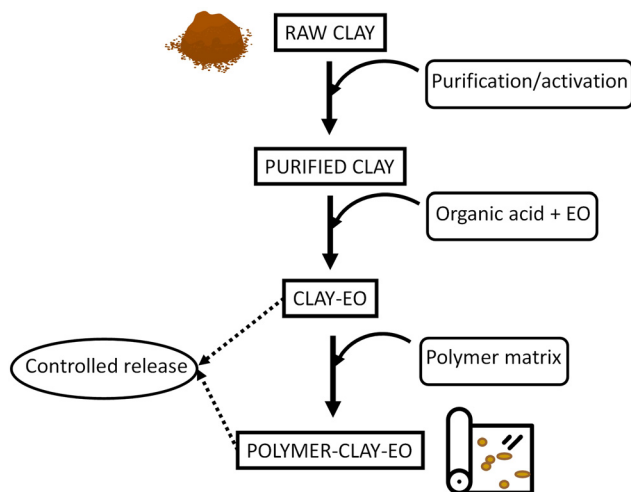 RAW CLAY
Purification/activation
PURIFIED CLAY
Organic acid + EO
CLAY-EO
Controlled release
Polymer matrix
POLYMER-CLAY-EO